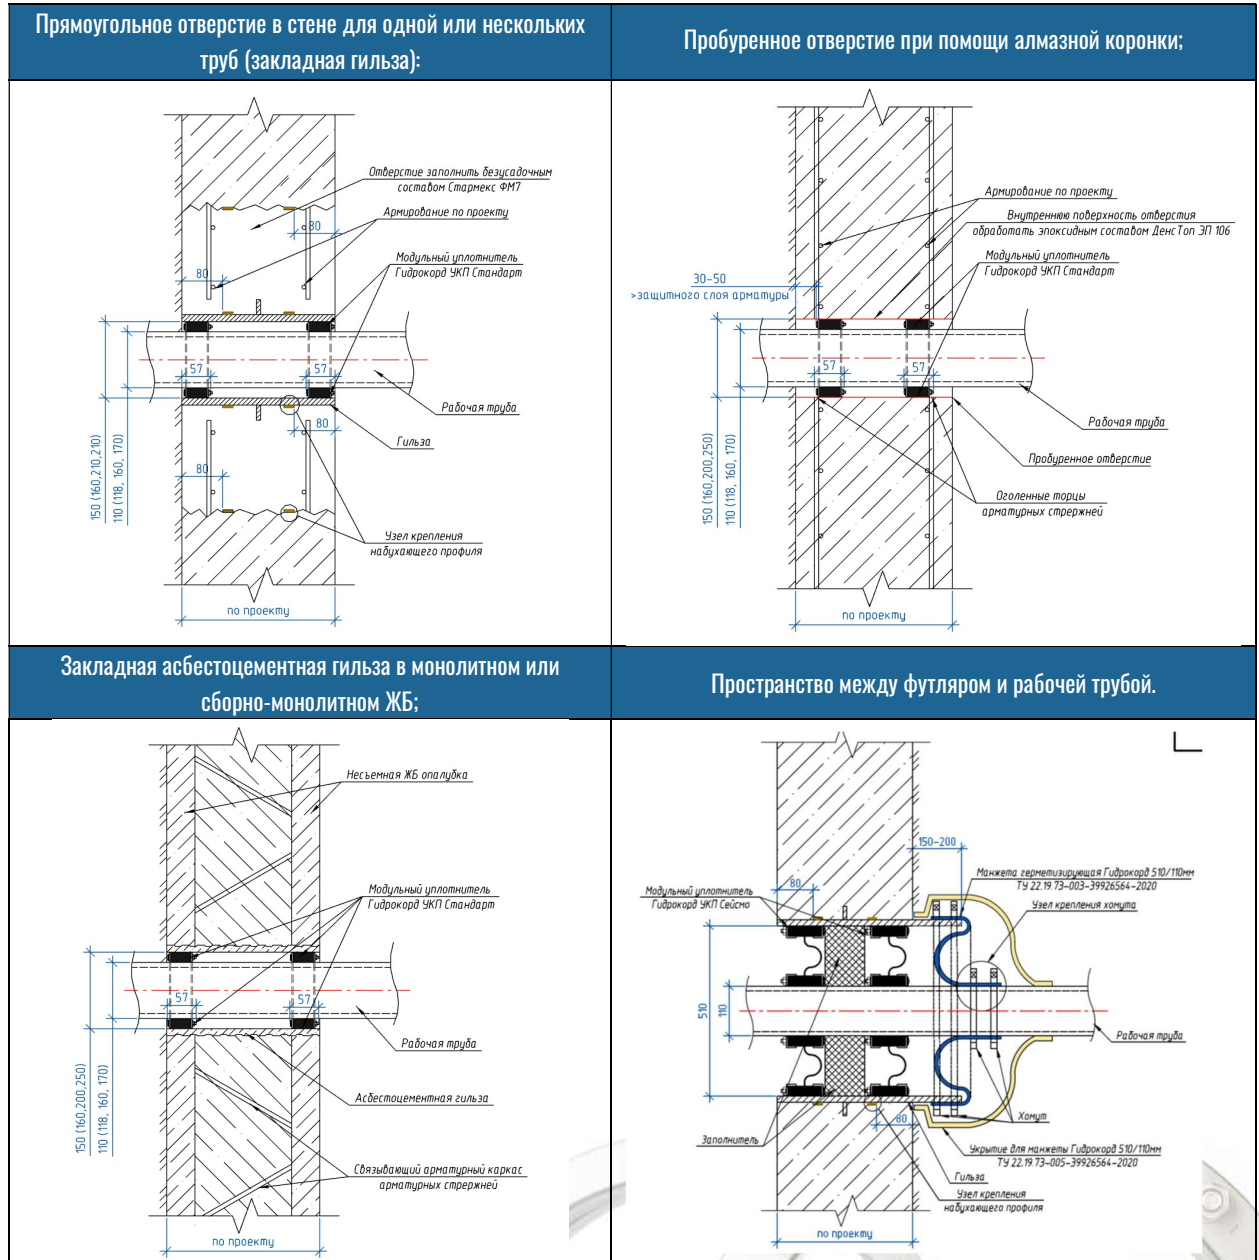 Прямоугольное отверстие в стене для одной или нескольких
труб (закладная гильза):
Отверстие заполнить безусадочным
составом Стармекс ФМ7
Армирование по проекту
80
Модульный уплотнитель
Гидрокорд УКП Стандарт
80
57
57
Рабочая труба
80
Гильза
80
150 (160,210,210)
110 (118, 160, 170)
Узел крепления
набухающего профиля
по проекту
Пробуренное отверстие при помощи алмазной коронки;
Армирование по проекту
Внутреннюю поверхность отверстия
обработать эпоксидным составом ДенсТоп ЭП 106
Модульный уплотнитель
Гидрокорд УКП Стандарт
30-50
>защитного слоя арматуры
57
57
Рабочая труба
Пробуренное отверстие
150 (160,200,250)
110 (118, 160, 170)
Оголенные торцы
арматурных стрержней
по проекту
Закладная асбестоцементная гильза в монолитном или
сборно-монолитном ЖБ;
Несъемная ЖБ опалубка
Модульный уплотнитель
Гидрокорд УКП Стандарт
57
57
Рабочая труба
Асбестоцементная гильза
150 (160,200,250)
110 (118, 160, 170)
Связывающий арматурный каркас
арматурных стрержней
по проекту
Пространство между футляром и рабочей трубой.
150-200
Манжета герметизирующая Гидрокорд 510/110мм
ТУ 22.19.73-003-39926564-2020
80
Модульный уплотнитель
Гидрокорд УКП Сейсмо
Узел крепления хомута
510
110
Рабочая труба
80
Хомут
Заполнитель
Укрытие для манжеты Гидрокорд 510/110мм
ТУ 22.19.73-005-39926564-2020
Гильза
Узел крепления
набухающего профиля
по проекту